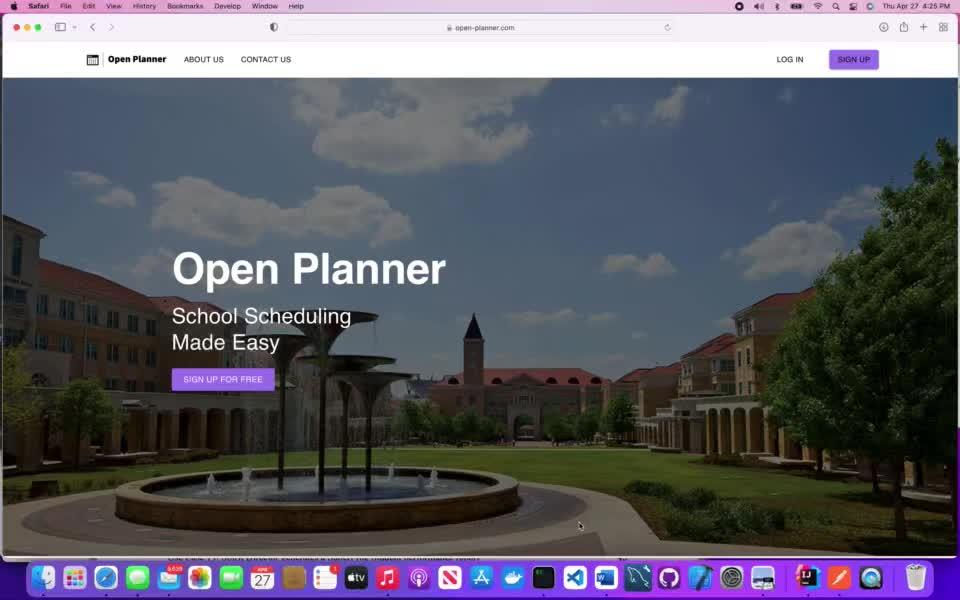 Safari File Edit View History Bookmarks Develop Window Help Thu Apr 27 4:25 PM
open-planner.com
Open Planner ABOUT US CONTACT US LOG IN SIGN UP
Open Planner
School Scheduling
Made Easy
SIGN UP FOR FREE
APR
27
tv
IJ